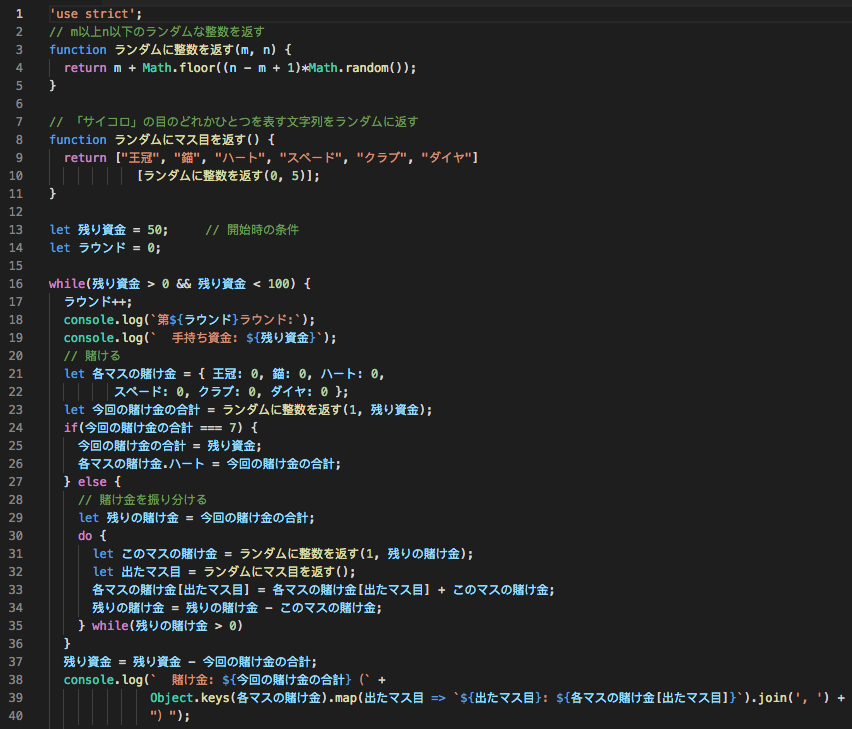 1 'use strict';
2 // m以上n以下のランダムな整数を返す
3 function ランダムに整数を返す(m, n) {
4 return m + Math.floor((n - m + 1)*Math.random());
5 }
6
7 // 「サイコロ」の目のどれかひとつを表す文字列をランダムに返す
8 function ランダムにマス目を返す() {
9 return ["王冠", "錨", "ハート", "スペード", "クラブ", "ダイヤ"]
10 [ランダムに整数を返す(0, 5)];
11 }
12
13 let 残り資金 = 50; // 開始時の条件
14 let ラウンド = 0;
15
16 while(残り資金 > 0 && 残り資金 < 100) {
17 ラウンド++;
18 console.log(`第${ラウンド}ラウンド:`);
19 console.log(` 手持ち資金: ${残り資金}`);
20 // 賭ける
21 let 各マスの賭け金 = { 王冠: 0, 錨: 0, ハート: 0,
22 スペード: 0, クラブ: 0, ダイヤ: 0 };
23 let 今回の賭け金の合計 = ランダムに整数を返す(1, 残り資金);
24 if(今回の賭け金の合計 === 7) {
25 今回の賭け金の合計 = 残り資金;
26 各マスの賭け金.ハート = 今回の賭け金の合計;
27 } else {
28 // 賭け金を振り分ける
29 let 残りの賭け金 = 今回の賭け金の合計;
30 do {
31 let このマスの賭け金 = ランダムに整数を返す(1, 残りの賭け金);
32 let 出たマス目 = ランダムにマス目を返す();
33 各マスの賭け金[出たマス目] = 各マスの賭け金[出たマス目] + このマスの賭け金;
34 残りの賭け金 = 残りの賭け金 - このマスの賭け金;
35 } while(残りの賭け金 > 0)
36 }
37 残り資金 = 残り資金 - 今回の賭け金の合計;
38 console.log(` 賭け金: ${今回の賭け金の合計} (` +
39 Object.keys(各マスの賭け金).map(出たマス目 => `${出たマス目}: ${各マスの賭け金[出たマス目]}`).join(', ') +
40 ") ");